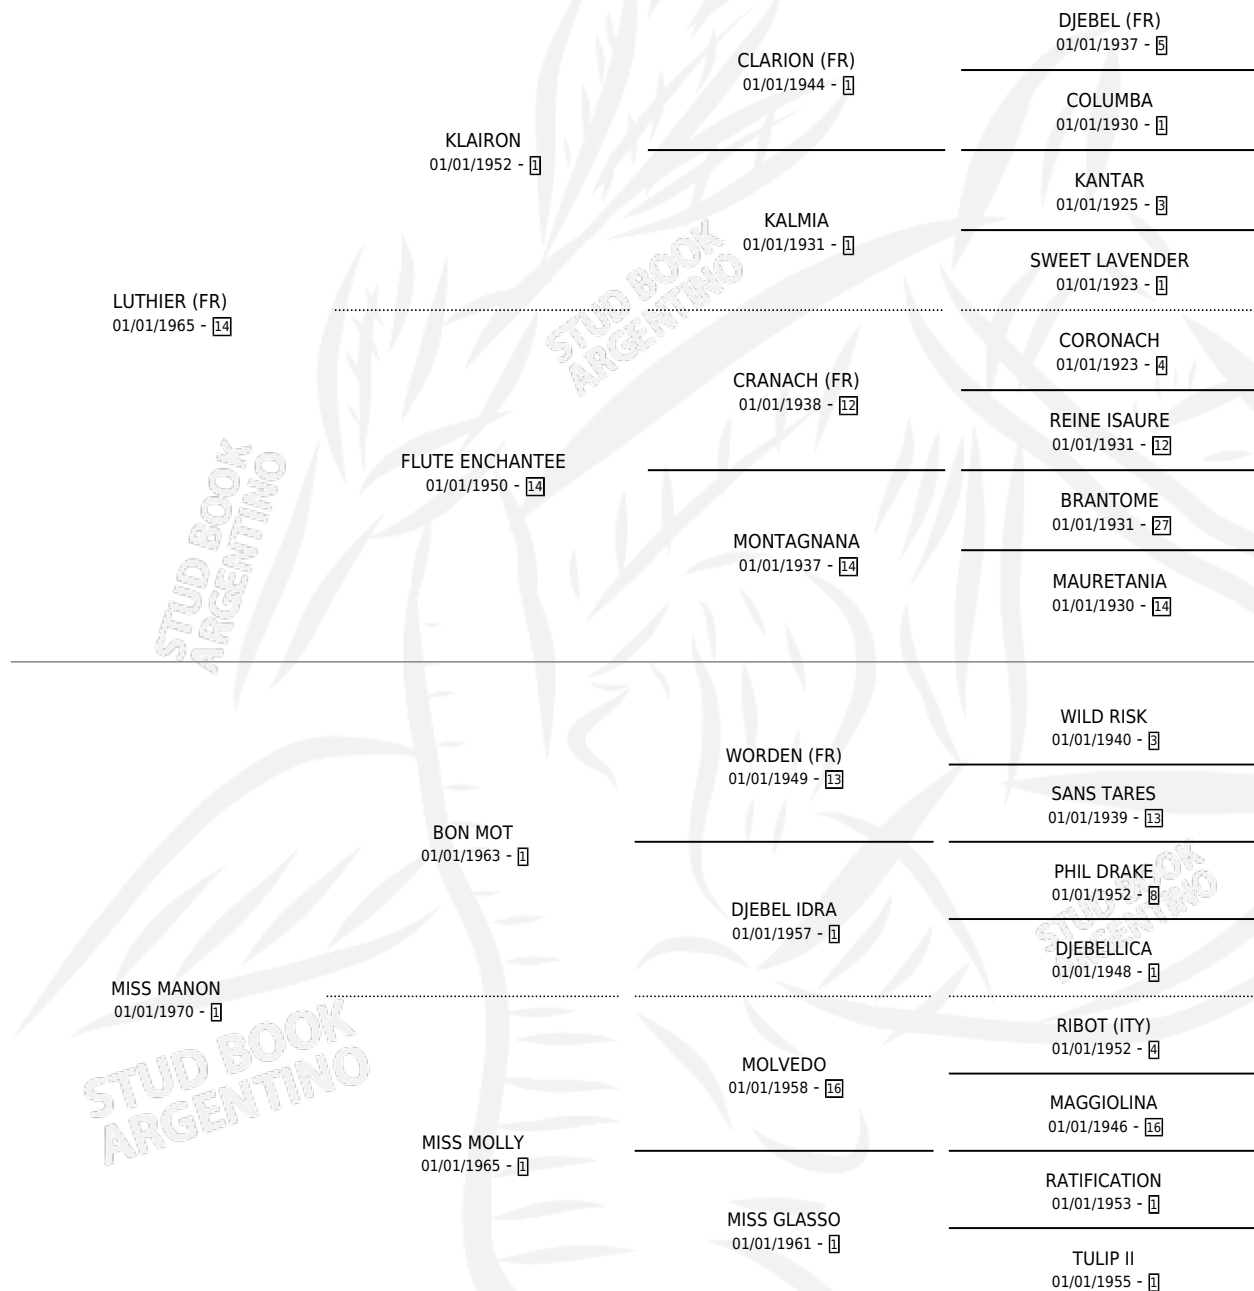 DJEBEL (FR)
01/01/1937 - 5
CLARION (FR)
01/01/1944 - 1
COLUMBA
01/01/1930 - 1
KLAIRON
01/01/1952 - 1
KANTAR
01/01/1925 - 3
KALMIA
01/01/1931 - 1
SWEET LAVENDER
01/01/1923 - 1
LUTHIER (FR)
01/01/1965 - 14
CORONACH
01/01/1923 - 4
CRANACH (FR)
01/01/1938 - 12
REINE ISAURE
01/01/1931 - 12
FLUTE ENCHANTEE
01/01/1950 - 14
BRANTOME
01/01/1931 - 27
MONTAGNANA
01/01/1937 - 14
MAURETANIA
01/01/1930 - 14
STUD BOOK
ARGENTINO
STUD BOOK
ARGENTINO
WILD RISK
01/01/1940 - 3
WORDEN (FR)
01/01/1949 - 13
SANS TARES
01/01/1939 - 13
BON MOT
01/01/1963 - 1
PHIL DRAKE
01/01/1952 - 8
DJEBEL IDRA
01/01/1957 - 1
DJEBELLICA
01/01/1948 - 1
STUD BOOK
ARGENTINO
MISS MANON
01/01/1970 - 1
RIBOT (ITY)
01/01/1952 - 4
MOLVEDO
01/01/1958 - 16
MAGGIOLINA
01/01/1946 - 16
STUD BOOK
ARGENTINO
MISS MOLLY
01/01/1965 - 1
RATIFICATION
01/01/1953 - 1
MISS GLASSO
01/01/1961 - 1
TULIP II
01/01/1955 - 1